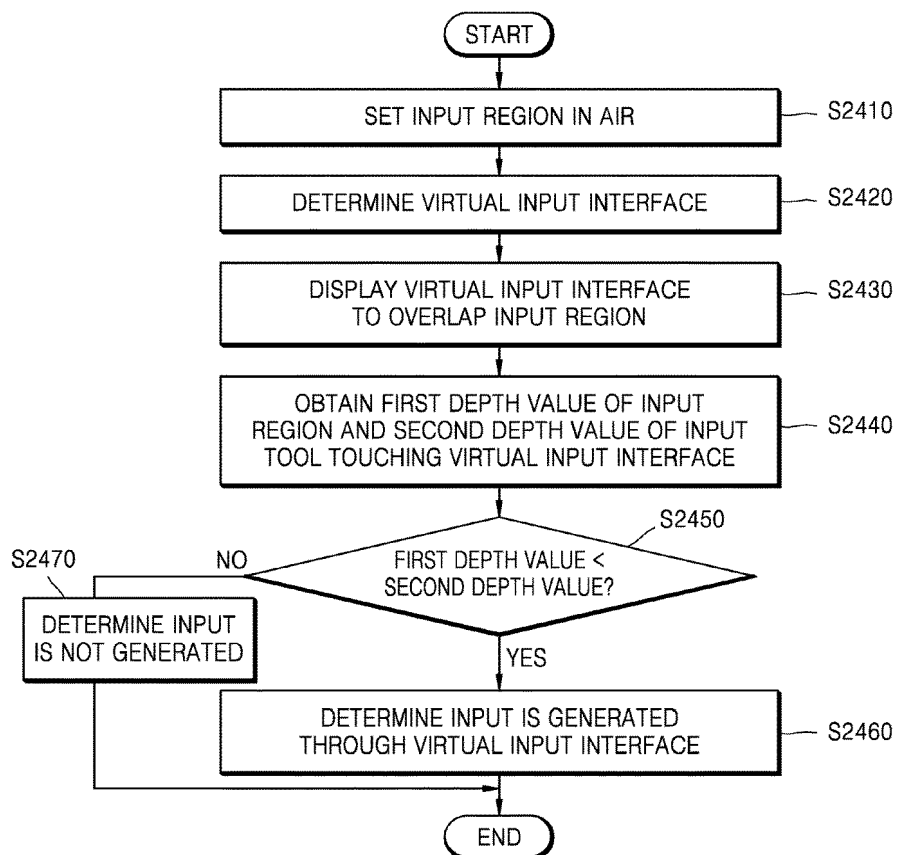 START
SET INPUT REGION IN AIR
S2410
DETERMINE VIRTUAL INPUT INTERFACE
S2420
DISPLAY VIRTUAL INPUT INTERFACE
TO OVERLAP INPUT REGION
S2430
OBTAIN FIRST DEPTH VALUE OF INPUT
REGION AND SECOND DEPTH VALUE OF INPUT
TOOL TOUCHING VIRTUAL INPUT INTERFACE
S2440
S2450
FIRST DEPTH VALUE <
SECOND DEPTH VALUE?
NO
S2470
DETERMINE INPUT
IS NOT GENERATED
YES
DETERMINE INPUT IS GENERATED
THROUGH VIRTUAL INPUT INTERFACE
S2460
END